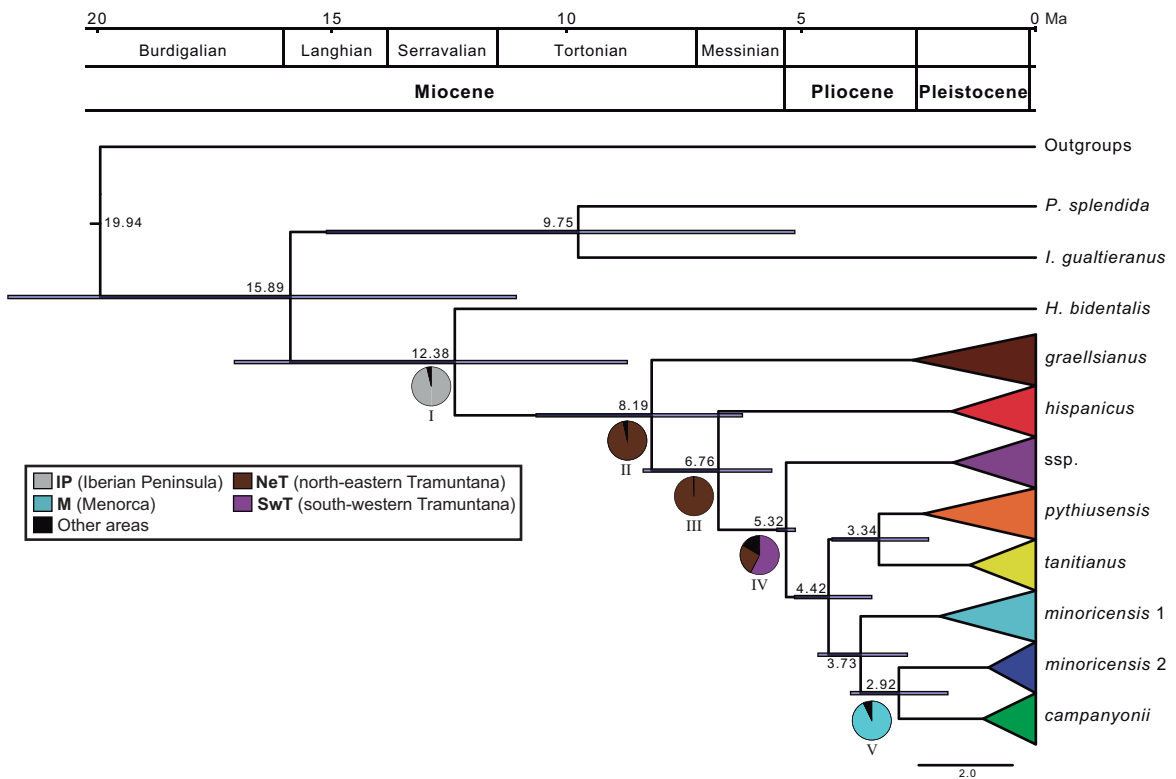 20 15 10 5 0 Ma
Burdigalian Langhian Serravalian Tortonian Messinian
Miocene Pliocene Pleistocene
Outgroups
P. splendida
9.75
19.94
I. gualtieranus
15.89
H. bidentalis
12.38
graellsianus
I
8.19
hispanicus
II
6.76
ssp.
IP (Iberian Peninsula) NeT (north-eastern Tramuntana)
M (Menorca) SwT (south-western Tramuntana)
Other areas
III
5.32
pythiusensis
3.34
tanitianus
IV
4.42
minoricensis 1
3.73
minoricensis 2
2.92
campanyonii
V
2.0